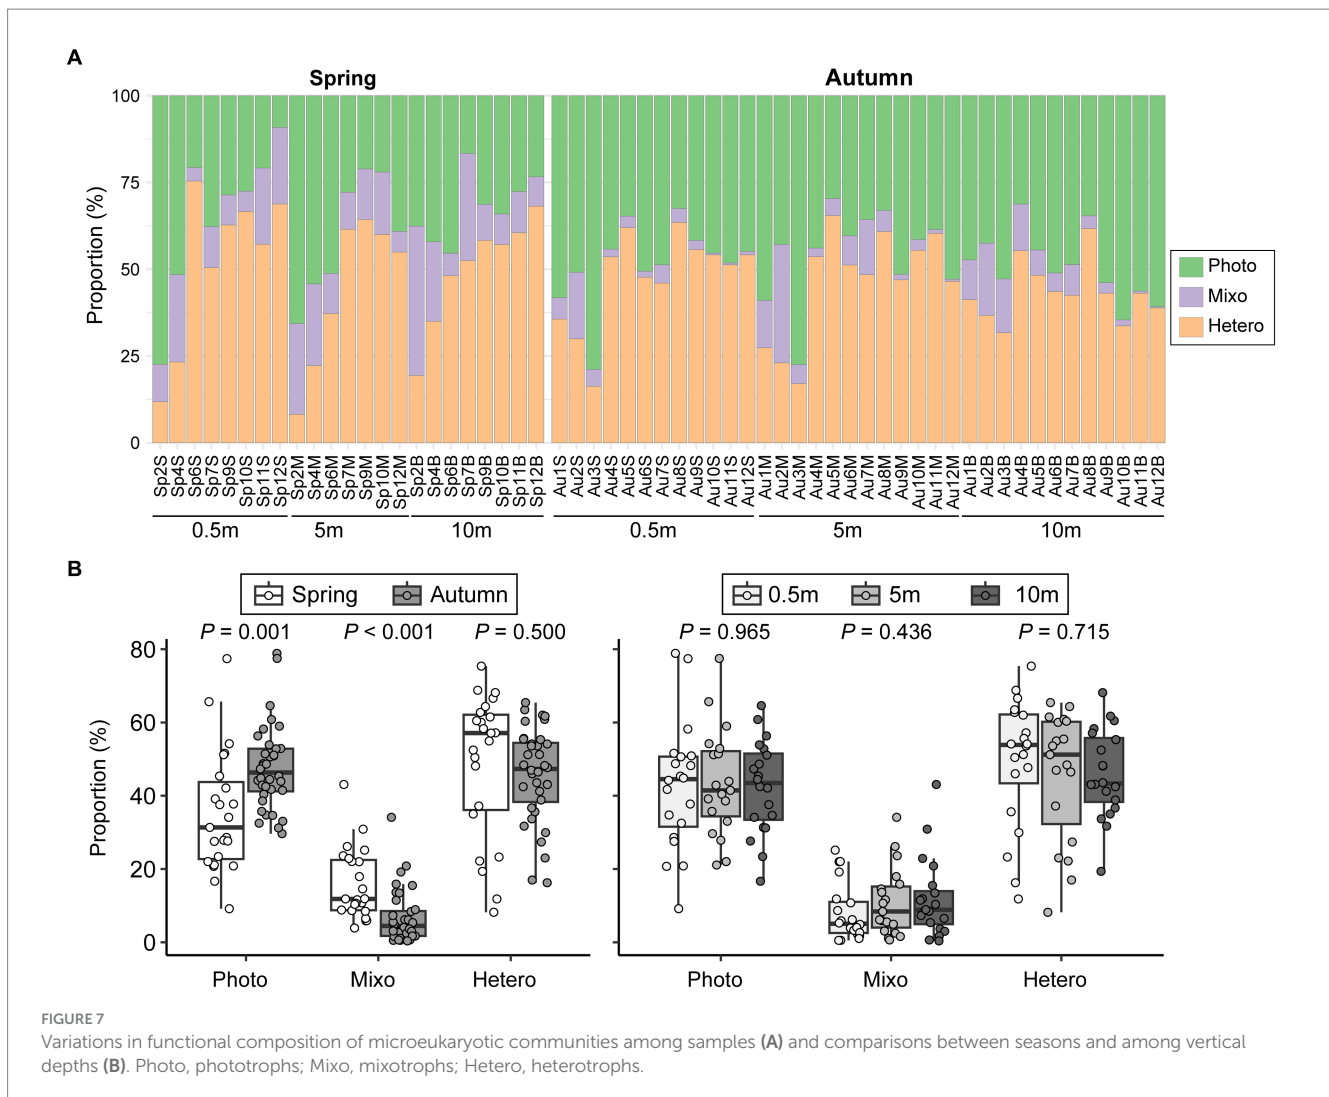 A
Spring
Autumn
Proportion (%)
100
75
50
25
0
Photo
Mixo
Hetero
Sp2S Sp4S Sp6S Sp7S Sp9S Sp10S Sp11S Sp12S Sp2M Sp4M Sp6M Sp7M Sp9M Sp10M Sp12M Sp2B Sp4B Sp6B Sp7B Sp9B Sp10B Sp11B Sp12B Au1S Au2S Au3S Au4S Au5S Au6S Au7S Au8S Au9S Au10S Au11S Au12S Au1M Au2M Au3M Au4M Au5M Au6M Au7M Au8M Au9M Au10M Au11M Au12M Au1B Au2B Au3B Au4B Au5B Au6B Au7B Au8B Au9B Au10B Au11B Au12B
0.5m 5m 10m 0.5m 5m 10m
B
Spring Autumn
0.5m 5m 10m
P = 0.001 P < 0.001 P = 0.500
P = 0.965 P = 0.436 P = 0.715
Proportion (%)
80
60
40
20
0
Photo Mixo Hetero
Photo Mixo Hetero
FIGURE 7
Variations in functional composition of microeukaryotic communities among samples (A) and comparisons between seasons and among vertical
depths (B). Photo, phototrophs; Mixo, mixotrophs; Hetero, heterotrophs.